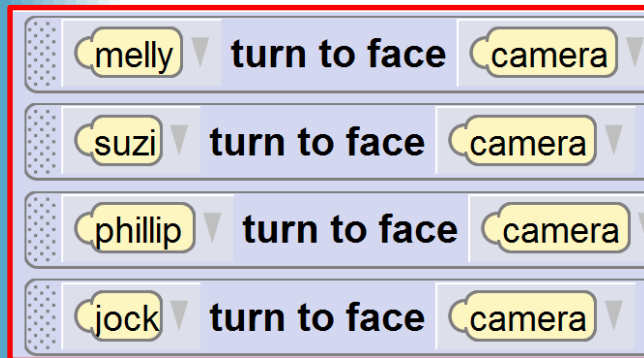 melly turn to face camera
suzi turn to face camera
phillip turn to face camera
jock turn to face camera